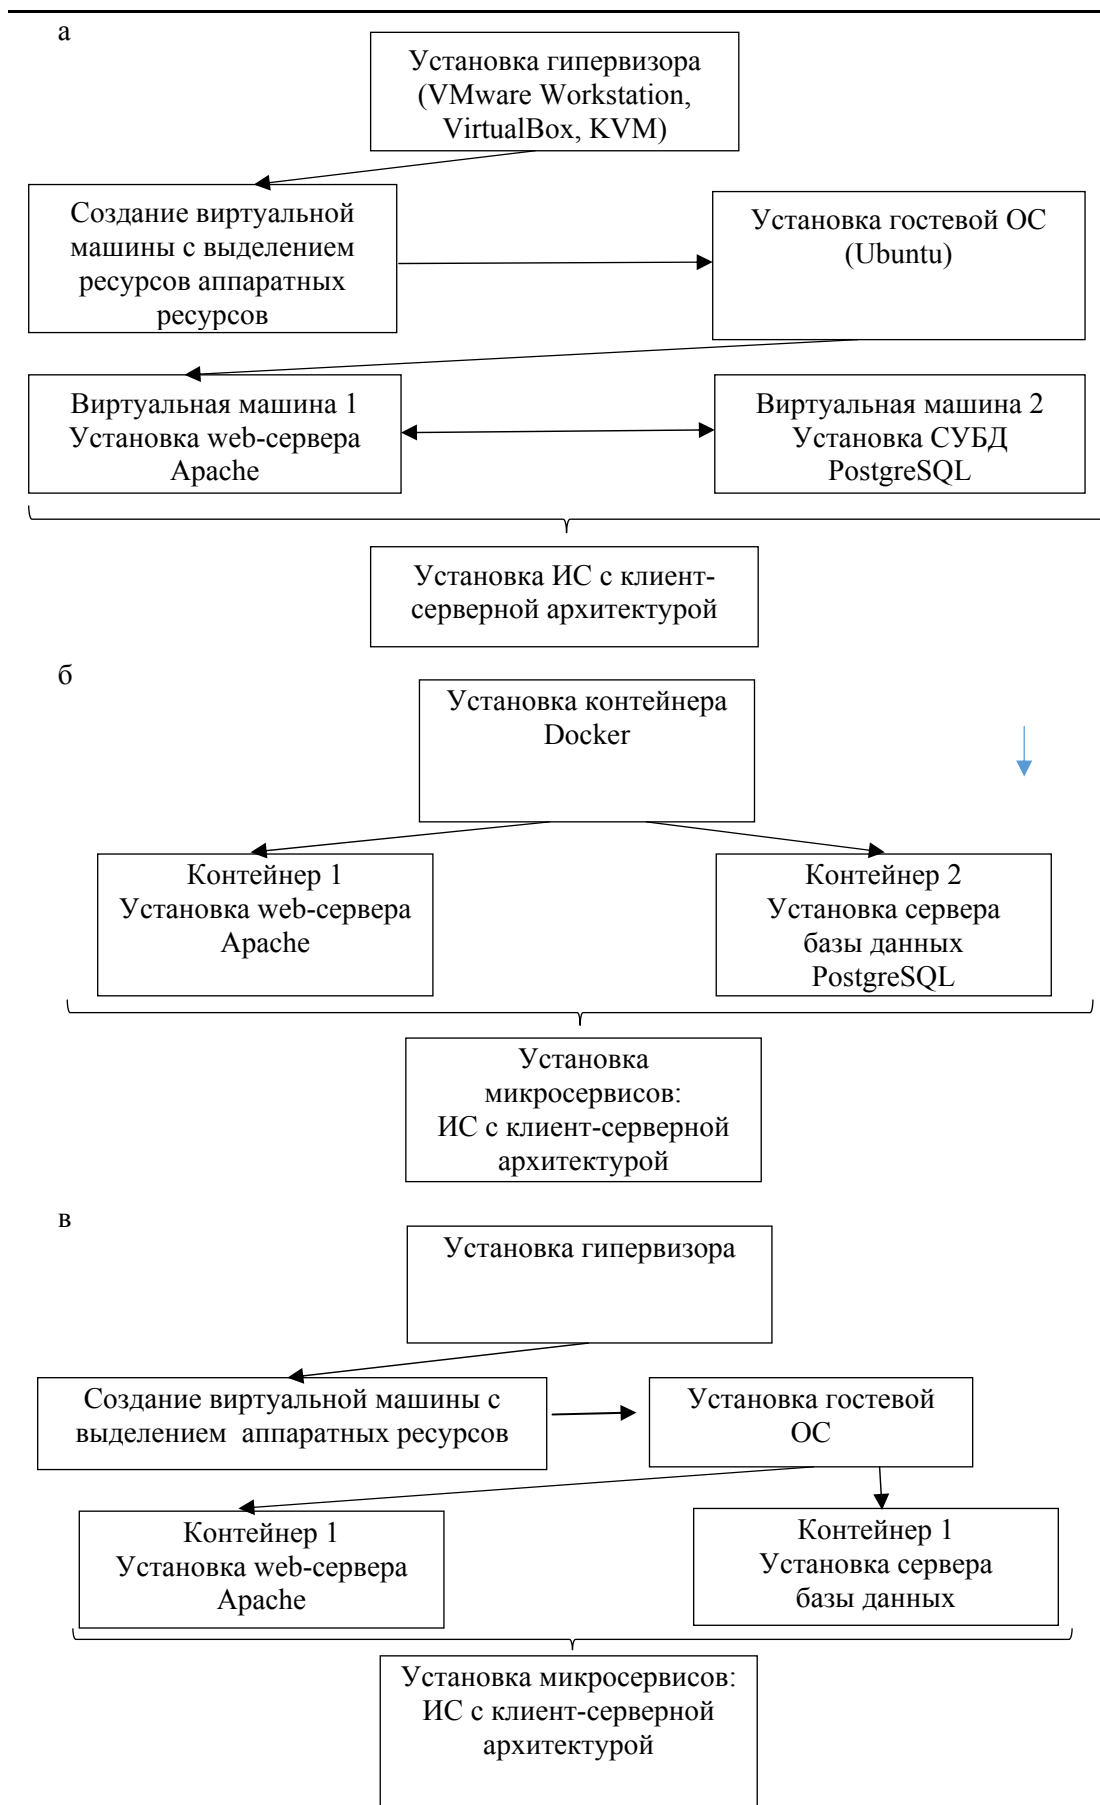 а
Установка гипервизора
(VMware Workstation,
VirtualBox, KVM)
Создание виртуальной
машины с выделением
ресурсов аппаратных
ресурсов
Установка гостевой ОС
(Ubuntu)
Виртуальная машина 1
Установка web-сервера
Apache
Виртуальная машина 2
Установка СУБД
PostgreSQL
Установка ИС с клиент-
серверной архитектурой
б
Установка контейнера
Docker
Контейнер 1
Установка web-сервера
Apache
Контейнер 2
Установка сервера
базы данных
PostgreSQL
Установка
микросервисов:
ИС с клиент-серверной
архитектурой
в
Установка гипервизора
Создание виртуальной машины с
выделением аппаратных ресурсов
Установка гостевой
ОС
Контейнер 1
Установка web-сервера
Apache
Контейнер 1
Установка сервера
базы данных
Установка микросервисов:
ИС с клиент-серверной
архитектурой